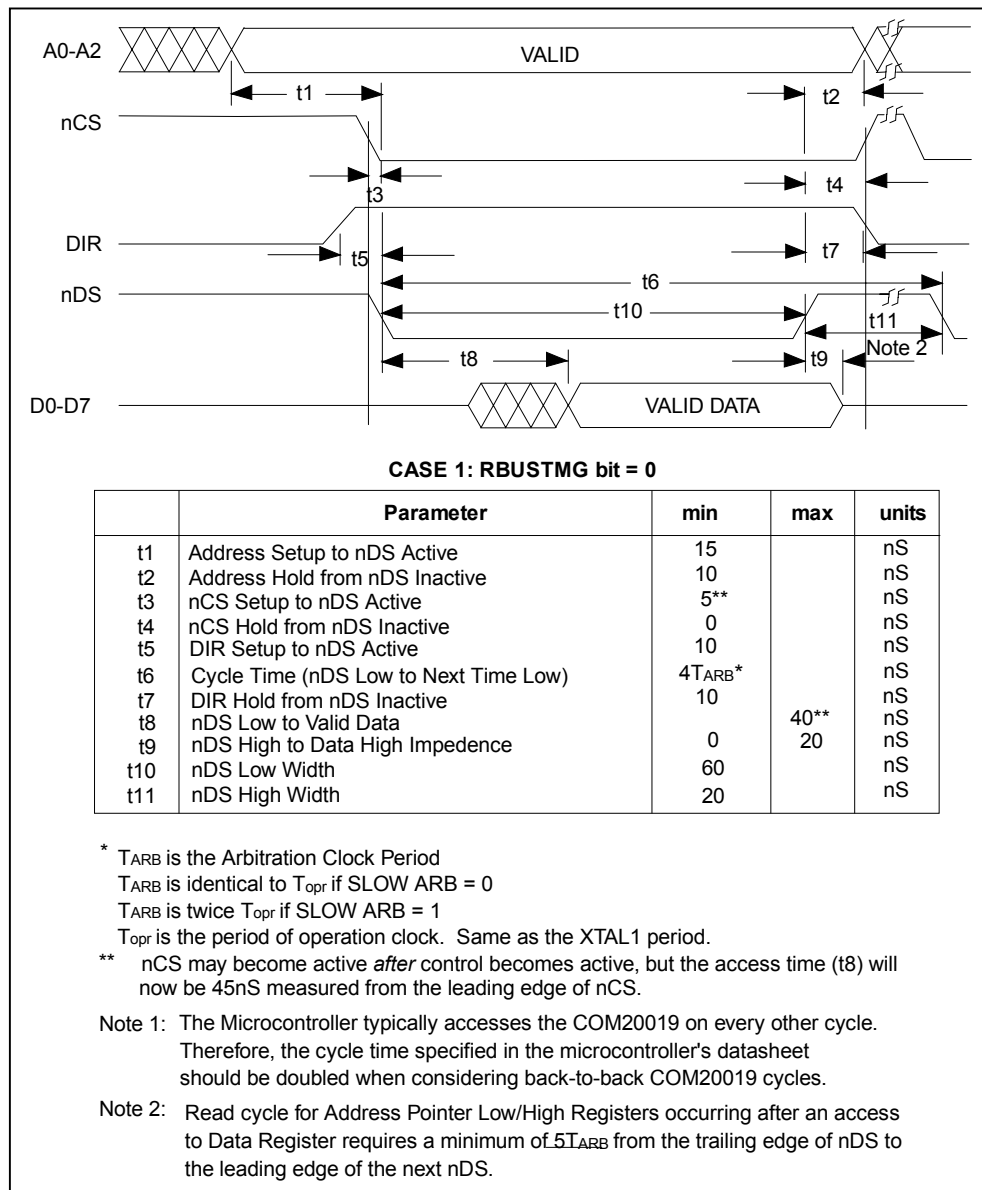 A0-A2
VALID
t1
t2
nCS
t3
t4
DIR
t5
t7
t6
nDS
t10
t11
Note 2
t8
t9
D0-D7
VALID DATA
CASE 1: RBUSTMG bit = 0
Parameter min max units
t1 Address Setup to nDS Active 15 nS
t2 Address Hold from nDS Inactive 10 nS
t3 nCS Setup to nDS Active 5** nS
t4 nCS Hold from nDS Inactive 0 nS
t5 DIR Setup to nDS Active 10 nS
t6 Cycle Time (nDS Low to Next Time Low) 4TARB* nS
t7 DIR Hold from nDS Inactive 10 nS
t8 nDS Low to Valid Data 40** nS
t9 nDS High to Data High Impedence 0 20 nS
t10 nDS Low Width 60 nS
t11 nDS High Width 20 nS
* TARB is the Arbitration Clock Period
TARB is identical to Topr if SLOW ARB = 0
TARB is twice Topr if SLOW ARB = 1
Topr is the period of operation clock. Same as the XTAL1 period.
** nCS may become active after control becomes active, but the access time (t8) will
now be 45nS measured from the leading edge of nCS.
Note 1: The Microcontroller typically accesses the COM20019 on every other cycle.
Therefore, the cycle time specified in the microcontroller's datasheet
should be doubled when considering back-to-back COM20019 cycles.
Note 2: Read cycle for Address Pointer Low/High Registers occurring after an access
to Data Register requires a minimum of 5TARB from the trailing edge of nDS to
the leading edge of the next nDS.